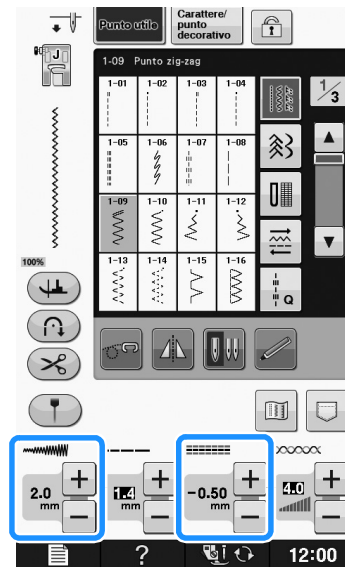 Punto utile
Carattere/
punto
decorativo
J
1-09 Punto zig-zag
1/3
1-01 1-02 1-03 1-04
1-05 1-06 1-07 1-08
1-09 1-10 1-11 1-12
1-13 1-14 1-15 1-16
Q
100%
2.0 mm
1.4 mm
-0.50 mm
4.0
?
12:00